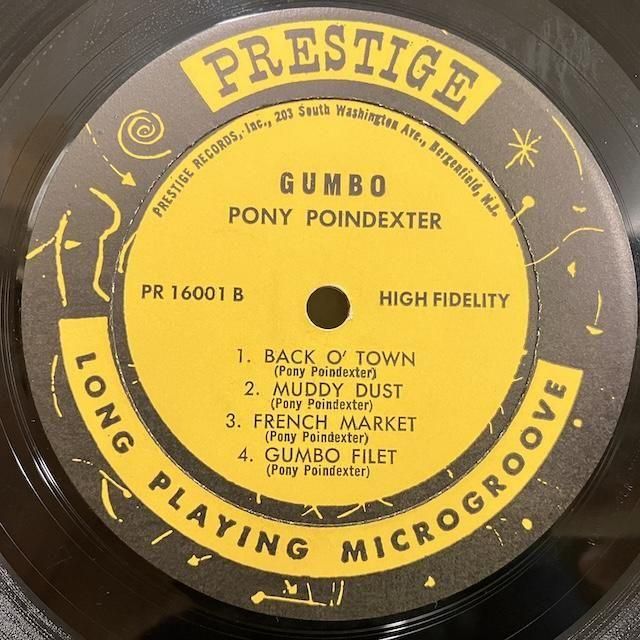 PRESTIGE
PRESTIGE RECORDS, Inc., 203 South Washington Ave., Bergenfield, N.J.
GUMBO
PONY POINDEXTER
PR 16001 B
HIGH FIDELITY
1. BACK O' TOWN
(Pony Poindexter)
2. MUDDY DUST
(Pony Poindexter)
3. FRENCH MARKET
(Pony Poindexter)
4. GUMBO FILET
(Pony Poindexter)
LONG PLAYING MICROGROOVE